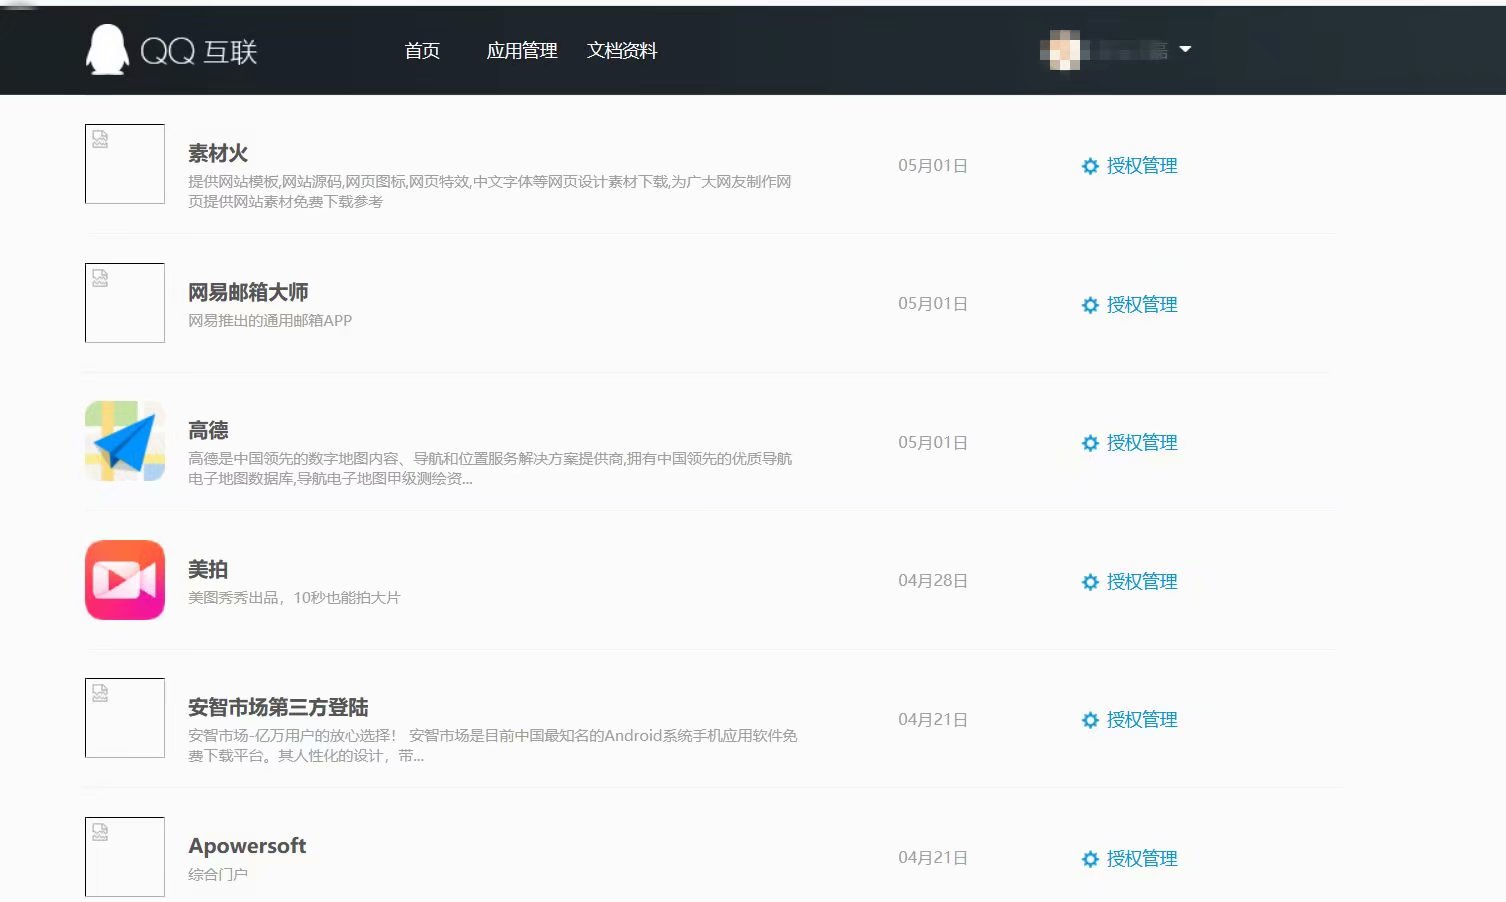 QQ 互联
首页 应用管理 文档资料
素材火
提供网站模板,网站源码,网页图标,网页特效,中文字体等网页设计素材下载,为广大网友制作网
页提供网站素材免费下载参考
05月01日
授权管理
网易邮箱大师
网易推出的通用邮箱APP
05月01日
授权管理
高德
高德是中国领先的数字地图内容、导航和位置服务解决方案提供商,拥有中国领先的优质导航
电子地图数据库,导航电子地图甲级测绘资...
05月01日
授权管理
美拍
美图秀秀出品，10秒也能拍大片
04月28日
授权管理
安智市场第三方登陆
安智市场-亿万用户的放心选择！ 安智市场是目前中国最知名的Android系统手机应用软件免
费下载平台。其人性化的设计，带...
04月21日
授权管理
Apowersoft
综合门户
04月21日
授权管理